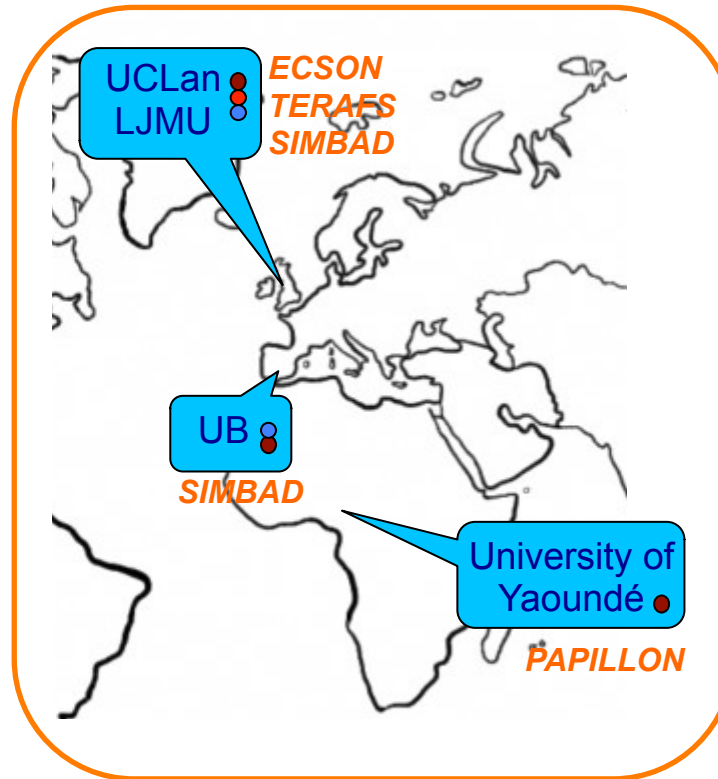 UCLan
LJMU
ECSON
TERAFS
SIMBAD
UB
SIMBAD
University of
Yaoundé
PAPILLON